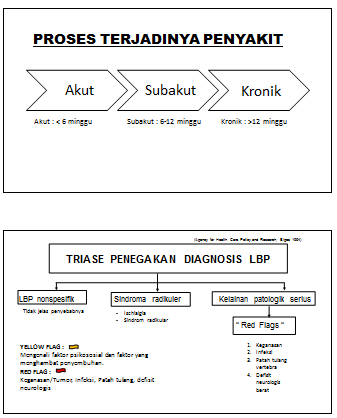 PROSES TERJADINYA PENYAKIT
Akut
Subakut
Kronik
Akut : < 6 minggu
Subakut : 6-12 minggu
Kronik : >12 minggu
(Agency for Health Care Policy and Research, Bigos 1994)
TRIASE PENEGAKAN DIAGNOSIS LBP
LBP nonspesifik
Sindroma radikuler
Kelainan patologik serius
Tidak jelas penyebabnya
- Ischialgia
- Sindrom radikular
" Red Flags "
1. Keganasan
2. Infeksi
3. Patah tulang
vertebra
4. Defisit
neurologis
berat
YELLOW FLAG :
Mengenali faktor psikososial dan faktor yang
menghambat penyembuhan.
RED FLAG :
Keganasan/Tumor, Infeksi, Patah tulang, defisit
neurologis